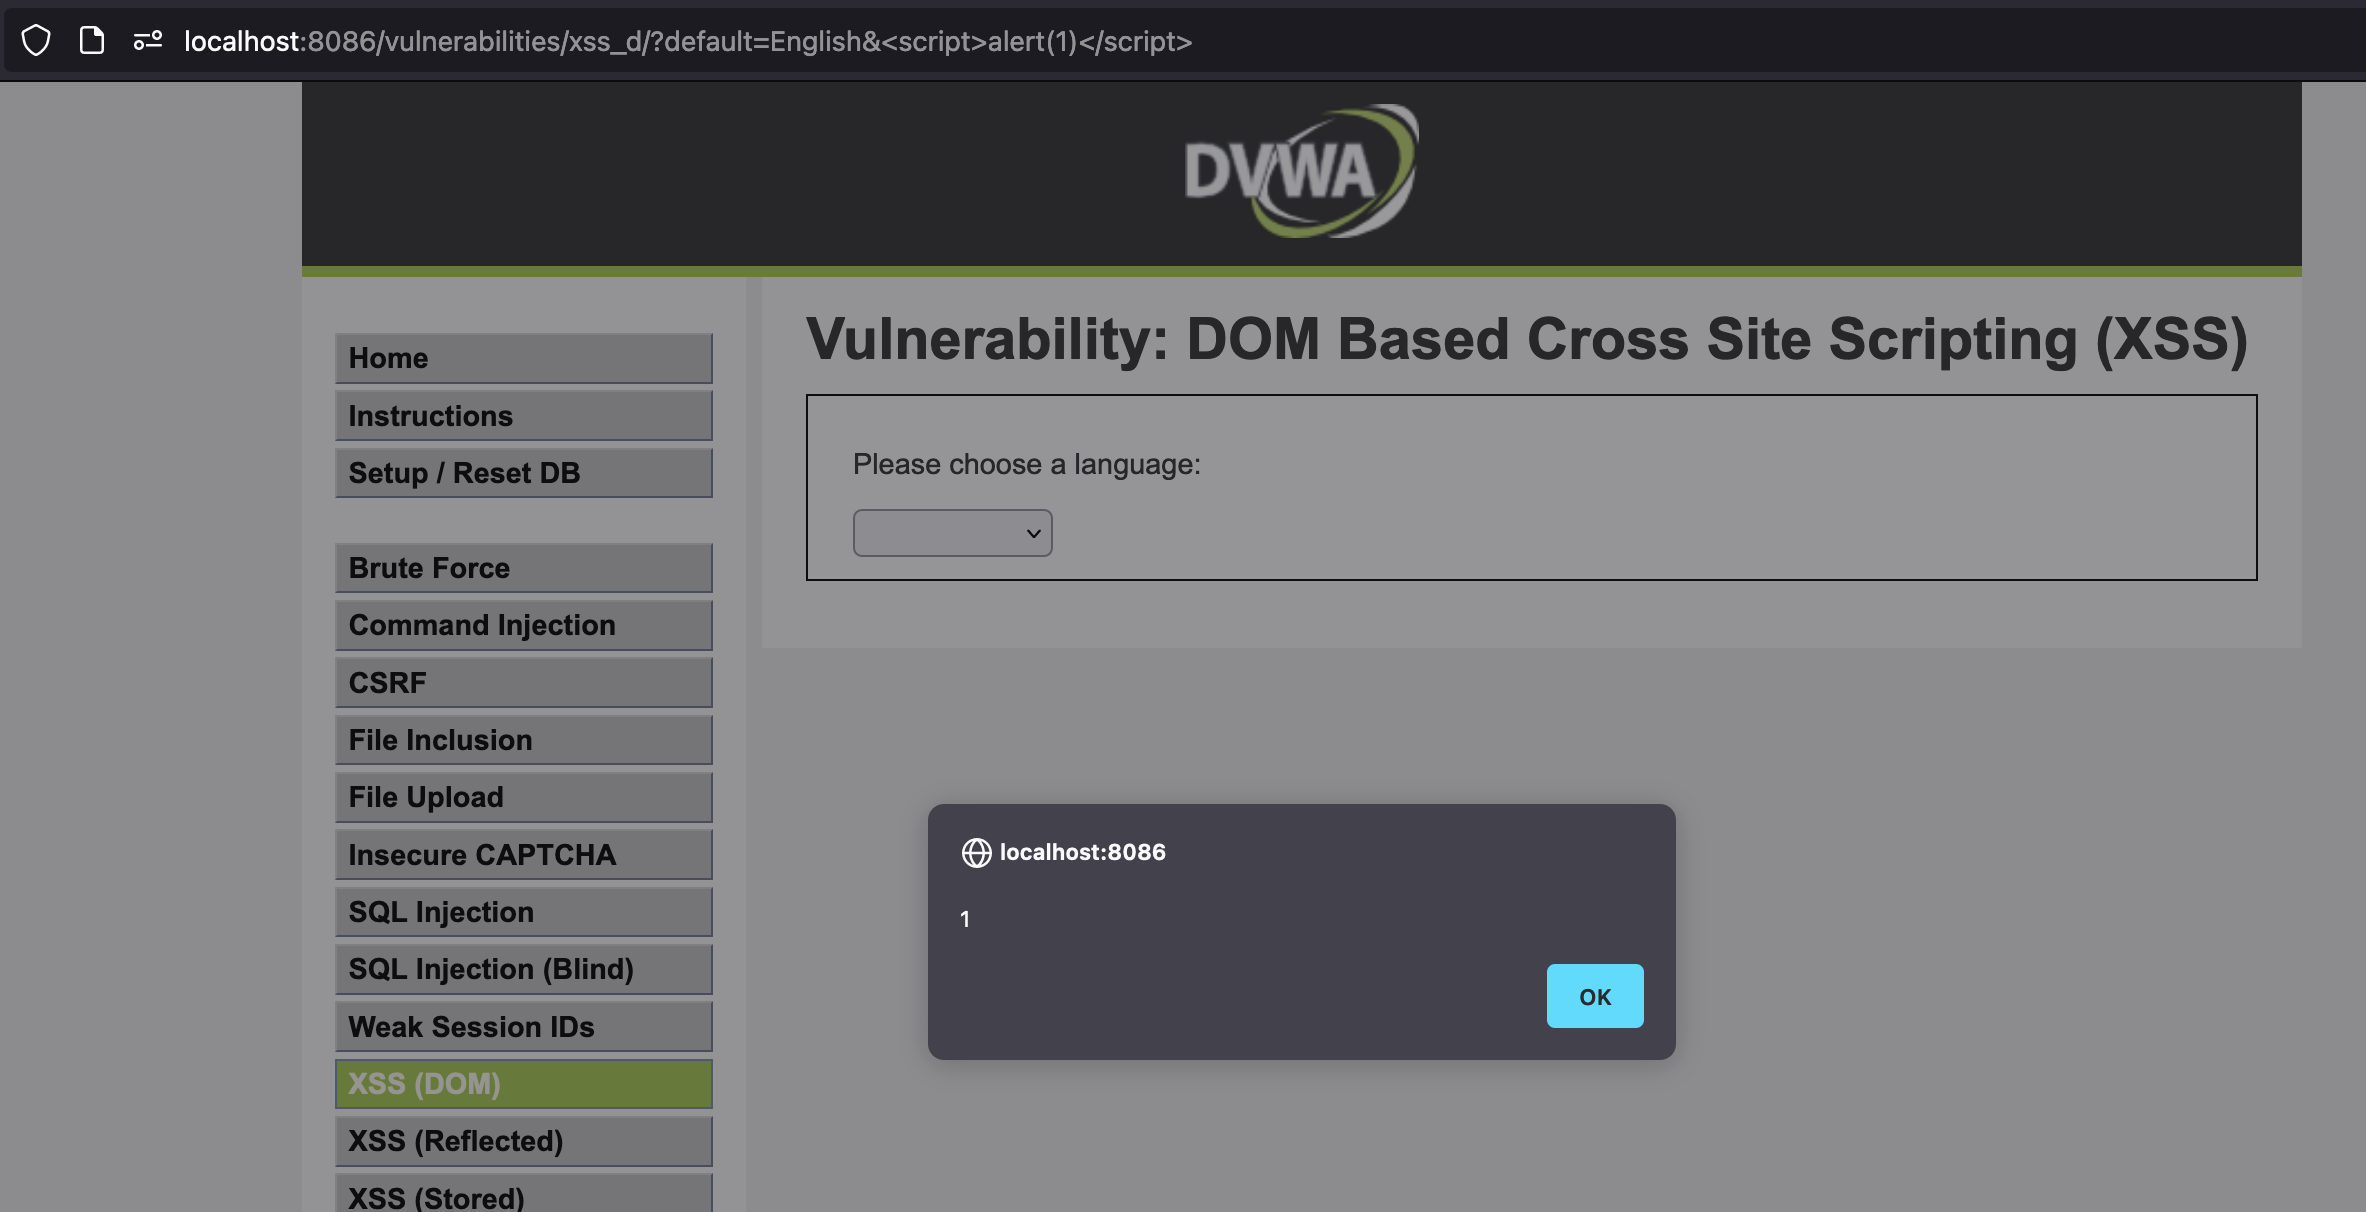 localhost:8086/vulnerabilities/xss_d/?default=English&<script>alert(1)</script>
DVWA
Home
Instructions
Setup / Reset DB
Brute Force
Command Injection
CSRF
File Inclusion
File Upload
Insecure CAPTCHA
SQL Injection
SQL Injection (Blind)
Weak Session IDs
XSS (DOM)
XSS (Reflected)
XSS (Stored)
Vulnerability: DOM Based Cross Site Scripting (XSS)
Please choose a language:
localhost:8086
1
OK